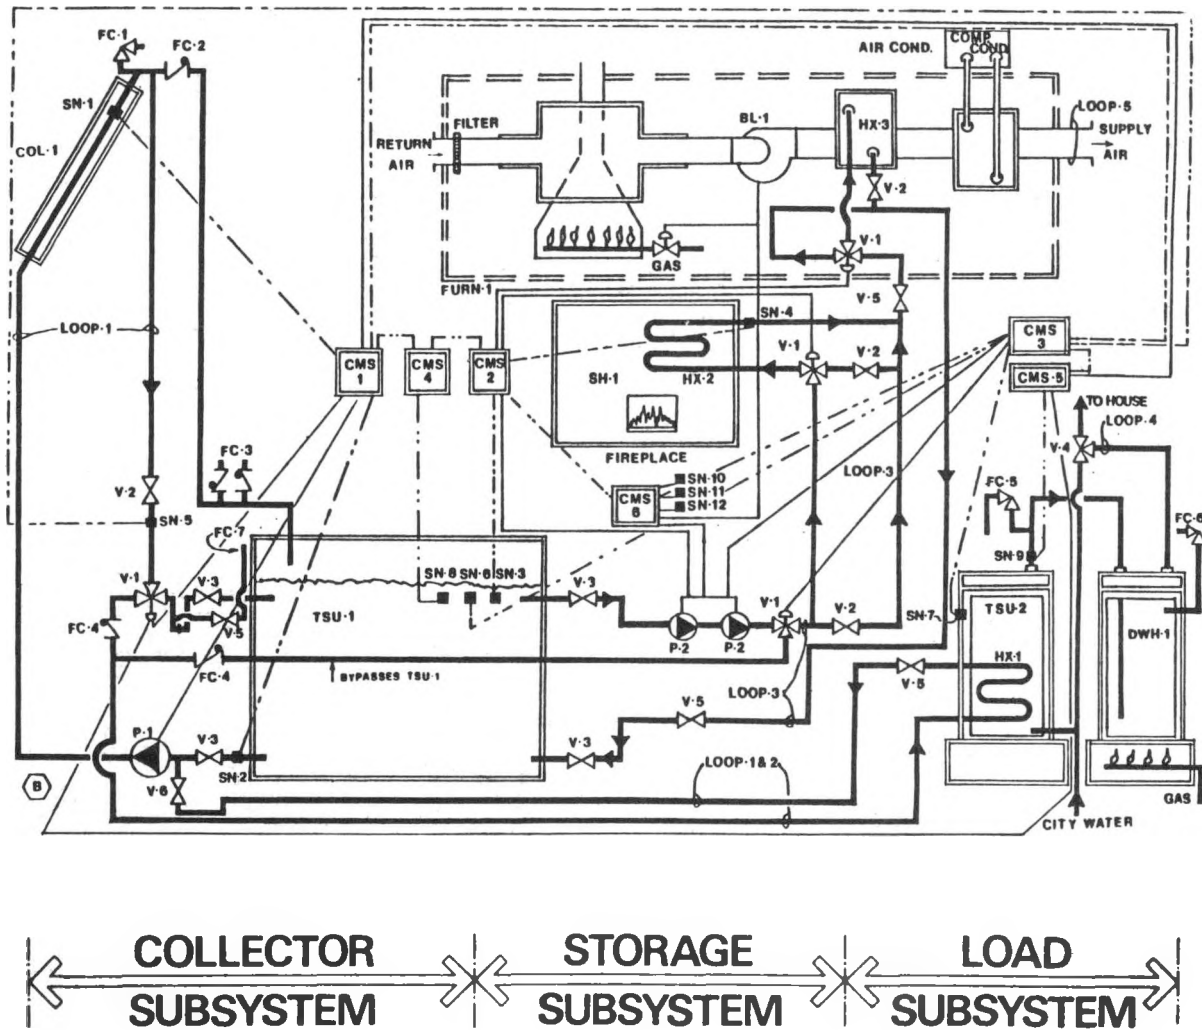 FC·1
FC·2
SN·1
COL·1
RETURN
AIR
FILTER
BL·1
HX·3
AIR COND.
COMP.
COND.
LOOP·5
SUPPLY
AIR
V·2
V·1
GAS
FURN·1
V·5
LOOP·1
CMS
1
CMS
4
CMS
2
SN·4
V·1
V·2
SH·1
HX·2
FIREPLACE
CMS
3
CMS·5
TO HOUSE
LOOP·4
V·4
LOOP·3
FC·3
V·2
SN·5
FC·7
CMS
6
SN·10
SN·11
SN·12
FC·5
FC·5
SN·9
V·1
V·3
V·5
SN·8
SN·6
SN·3
V·3
TSU·1
P·2
P·2
V·1
V·2
SN·7
TSU·2
DWH·1
FC·4
FC·4
BYPASSES TSU·1
HX·1
V·5
LOOP·3
V·5
P·1
V·3
SN·2
V·3
B
V·6
LOOP·1&2
CITY WATER
GAS
COLLECTOR
SUBSYSTEM
STORAGE
SUBSYSTEM
LOAD
SUBSYSTEM